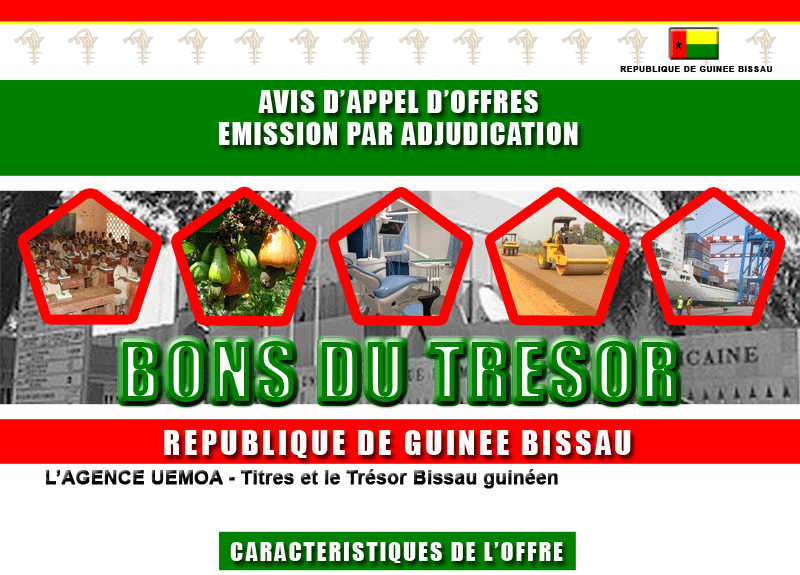 REPUBLIQUE DE GUINEE BISSAU
AVIS D'APPEL D'OFFRES
EMISSION PAR ADJUDICATION
CAINE
BONS DU TRESOR
REPUBLIQUE DE GUINEE BISSAU
L'AGENCE UEMOA - Titres et le Trésor Bissau guinéen
CARACTERISTIQUES DE L'OFFRE